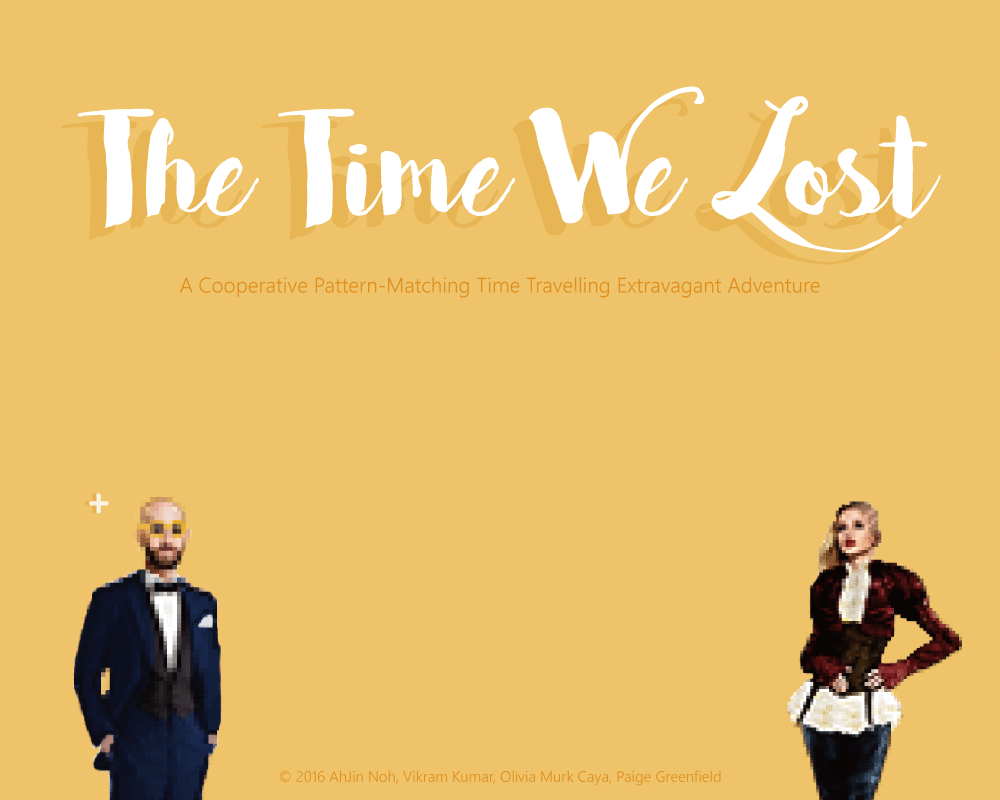 The Time We Lost
A Cooperative Pattern-Matching Time Travelling Extravagant Adventure
© 2016 AhJin Noh, Vikram Kumar, Olivia Murk Caya, Paige Greenfield